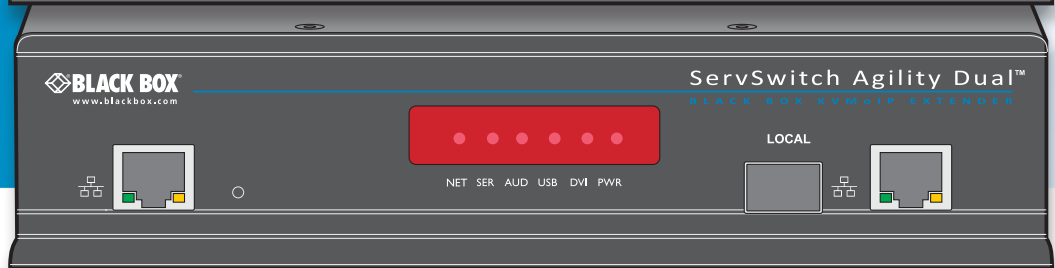 BLACK BOX®
www.blackbox.com
ServSwitch Agility Dual™
BLACK BOX KVMoIP EXTENDER
LOCAL
NET SER AUD USB DVI PWR